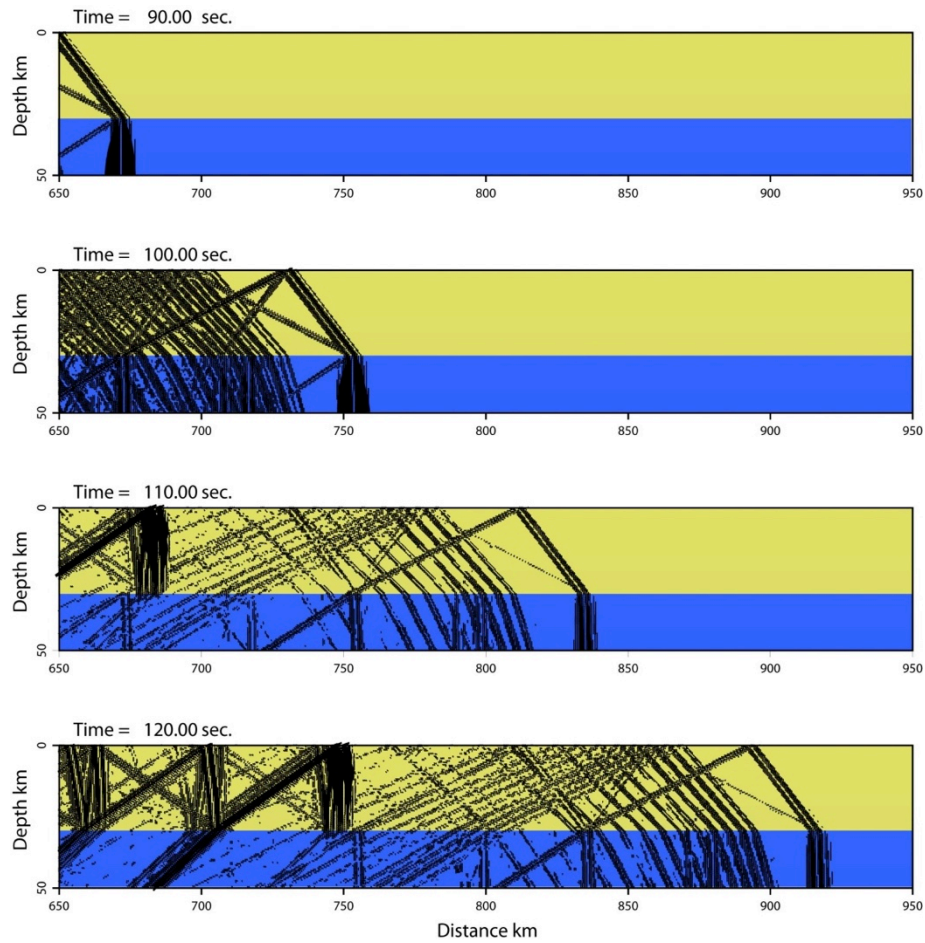 Time = 90.00 sec.
0
Depth km
50
650 700 750 800 850 900 950
Time = 100.00 sec.
0
Depth km
50
650 700 750 800 850 900 950
Time = 110.00 sec.
0
Depth km
50
650 700 750 800 850 900 950
Time = 120.00 sec.
0
Depth km
50
650 700 750 800 850 900 950
Distance km